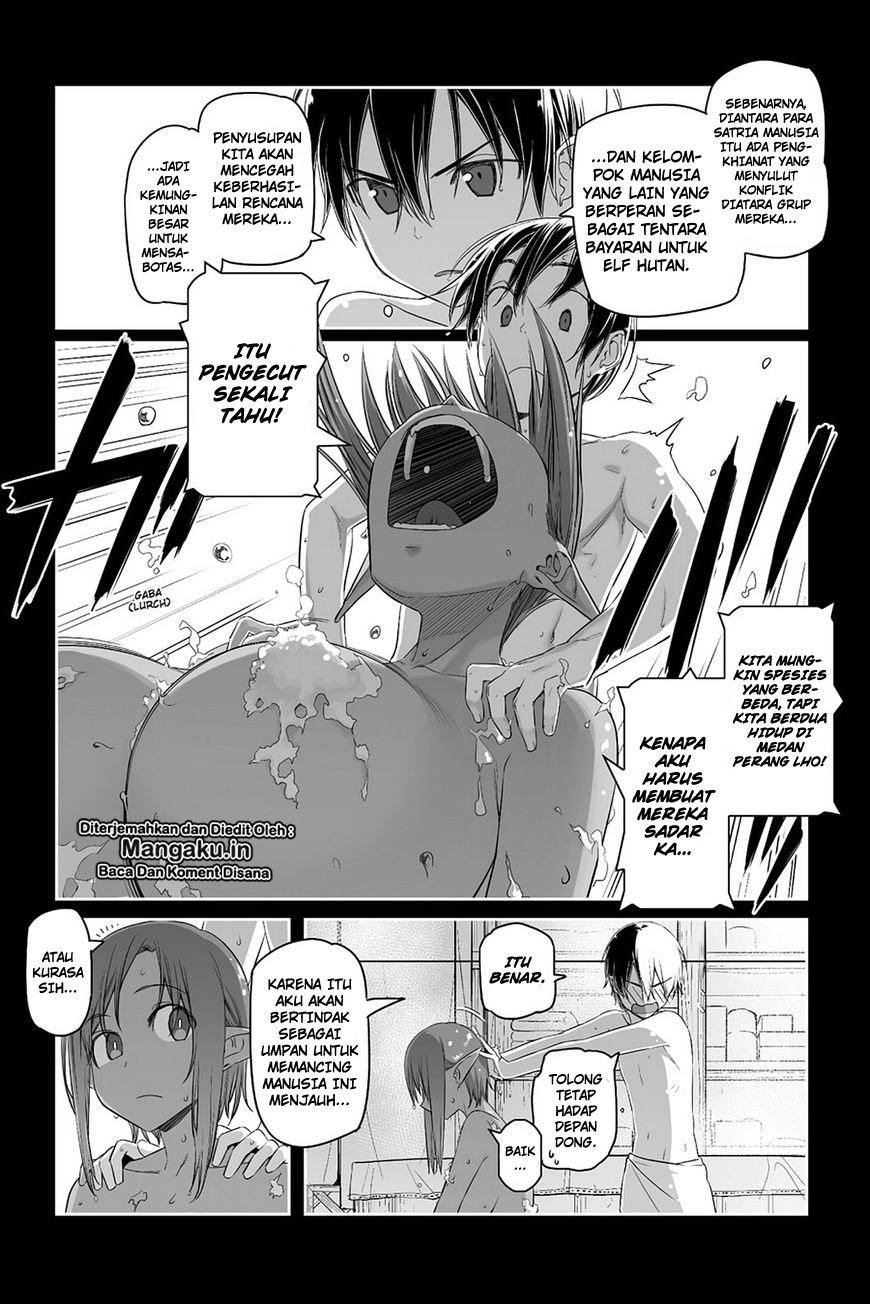 SEBENARNYA,
DIANTARA PARA
SATRIA MANUSIA
ITU ADA PENG-
KHIANAT YANG
MENYULUT
KONFLIK
DIATARA GRUP
MEREKA...
...DAN KELOM-
POK MANUSIA
YANG LAIN YANG
BERPERAN SE-
BAGAI TENTARA
BAYARAN UNTUK
ELF HUTAN.
PENYUSUPAN
KITA AKAN
MENCEGAH
KEBERHASI-
LAN RENCANA
MEREKA...
...JADI
ADA
KEMUNG-
KINAN
BESAR
UNTUK
MENSA-
BOTAS...
ITU
PENGECUT
SEKALI
TAHU!
GABA
(LURCH)
KITA MUNG-
KIN SPESIES
YANG BER-
BEDA, TAPI
KITA BERDUA
HIDUP DI
MEDAN
PERANG LHO!
KENAPA
AKU
HARUS
MEMBUAT
MEREKA
SADAR
KA...
Diterjemahkan dan Diedit Oleh :
Mangaku.in
Baca Dan Koment Disana
ITU
BENAR.
TOLONG
TETAP
HADAP
DEPAN
DONG.
BAIK
...
KARENA ITU
AKU AKAN
BERTINDAK
SEBAGAI
UMPAN UNTUK
MEMANCING
MANUSIA INI
MENJAUH...
ATAU
KURASA
SIH...